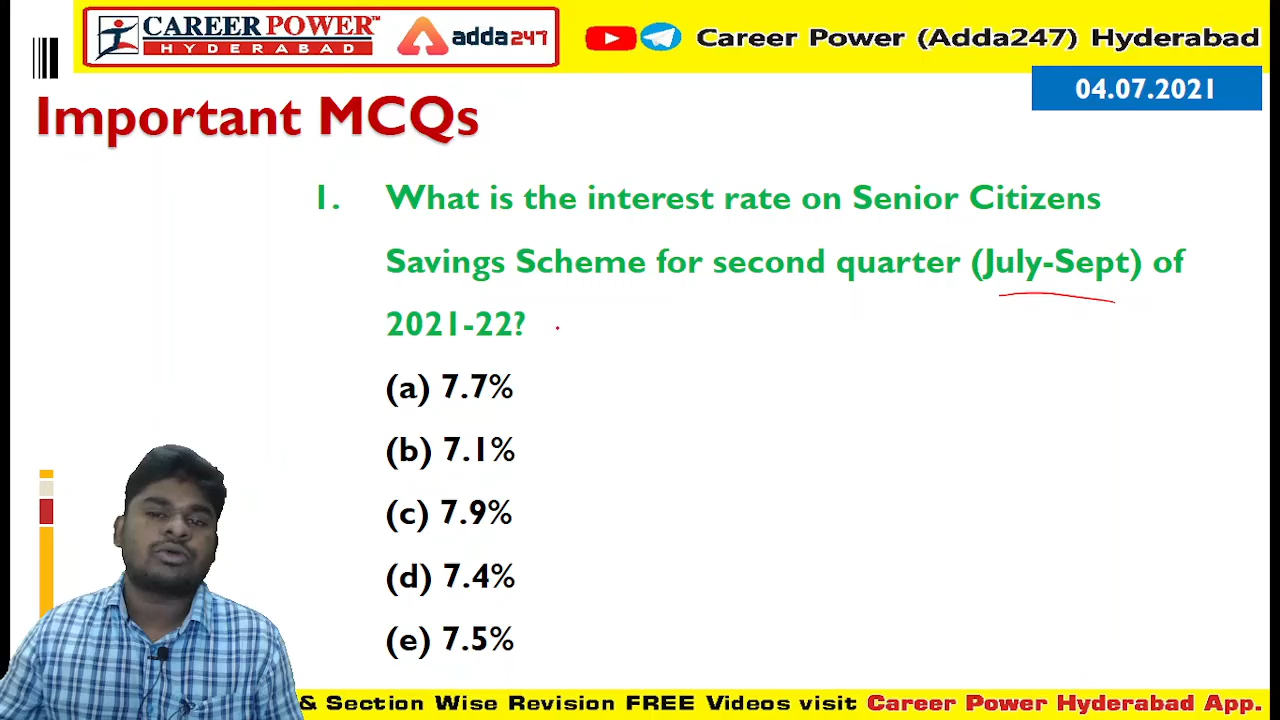 CAREER POWER™
HYDERABAD
adda247
Career Power (Adda247) Hyderabad
04.07.2021
Important MCQs
1. What is the interest rate on Senior Citizens
Savings Scheme for second quarter (July-Sept) of
2021-22?
(a) 7.7%
(b) 7.1%
(c) 7.9%
(d) 7.4%
(e) 7.5%
& Section Wise Revision FREE Videos visit Career Power Hyderabad App.